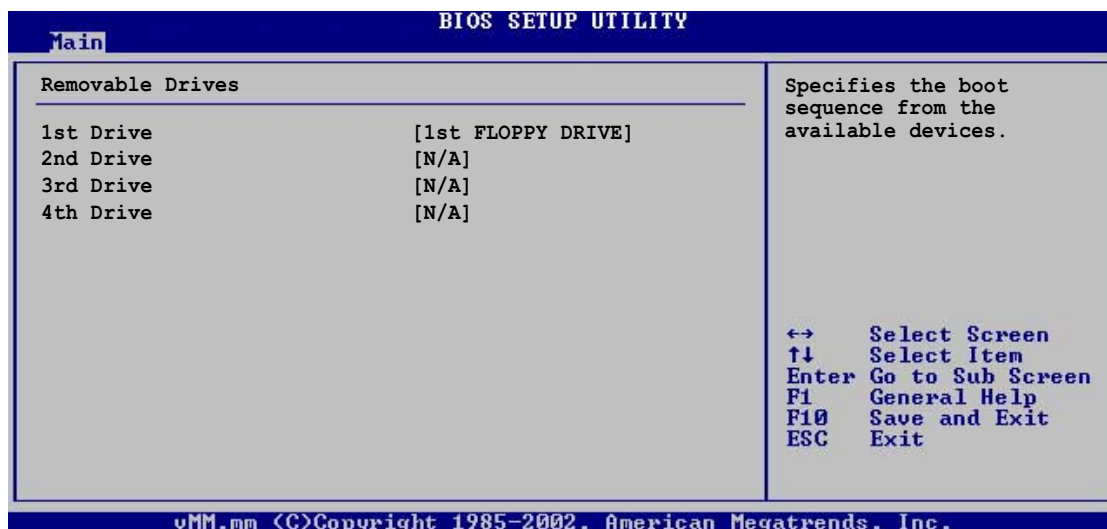 BIOS SETUP UTILITY
Main
Removable Drives
1st Drive [1st FLOPPY DRIVE]
2nd Drive [N/A]
3rd Drive [N/A]
4th Drive [N/A]
Specifies the boot
sequence from the
available devices.
↔ Select Screen
↑↓ Select Item
Enter Go to Sub Screen
F1 General Help
F10 Save and Exit
ESC Exit
vMM.mm (C)Copyright 1985-2002, American Megatrends, Inc.